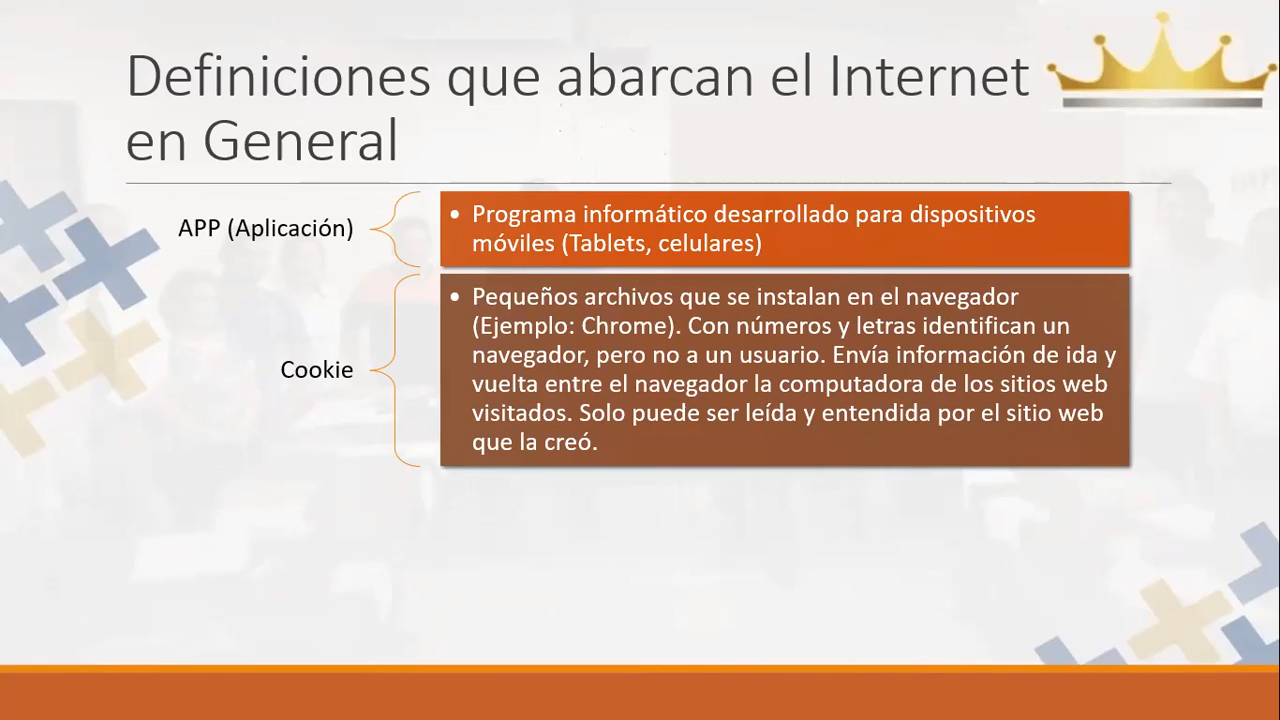 Definiciones que abarcan el Internet
en General
APP (Aplicación)
• Programa informático desarrollado para dispositivos
móviles (Tablets, celulares)
Cookie
• Pequeños archivos que se instalan en el navegador
(Ejemplo: Chrome). Con números y letras identifican un
navegador, pero no a un usuario. Envía información de ida y
vuelta entre el navegador la computadora de los sitios web
visitados. Solo puede ser leída y entendida por el sitio web
que la creó.